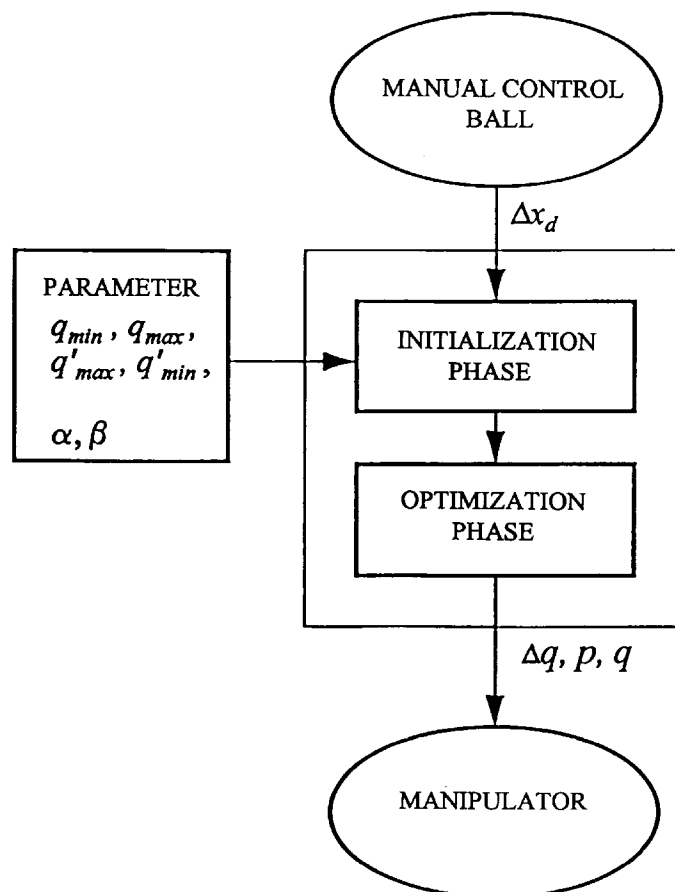 MANUAL CONTROL
BALL
Δx_d
PARAMETER
q_min , q_max,
q'_max, q'_min,
α, β
INITIALIZATION
PHASE
OPTIMIZATION
PHASE
Δq, p, q
MANIPULATOR